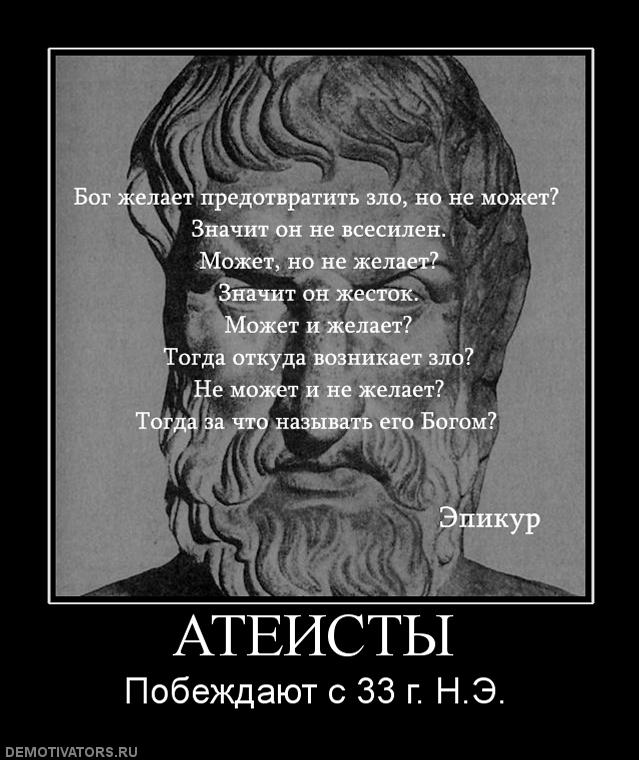 Бог желает предотвратить зло, но не может?
Значит он не всесилен.
Может, но не желает?
Значит он жесток.
Может и желает?
Тогда откуда возникает зло?
Не может и не желает?
Тогда за что называть его Богом?
Эпикур
АТЕИСТЫ
Побеждают с 33 г. Н.Э.
DEMOTIVATORS.RU